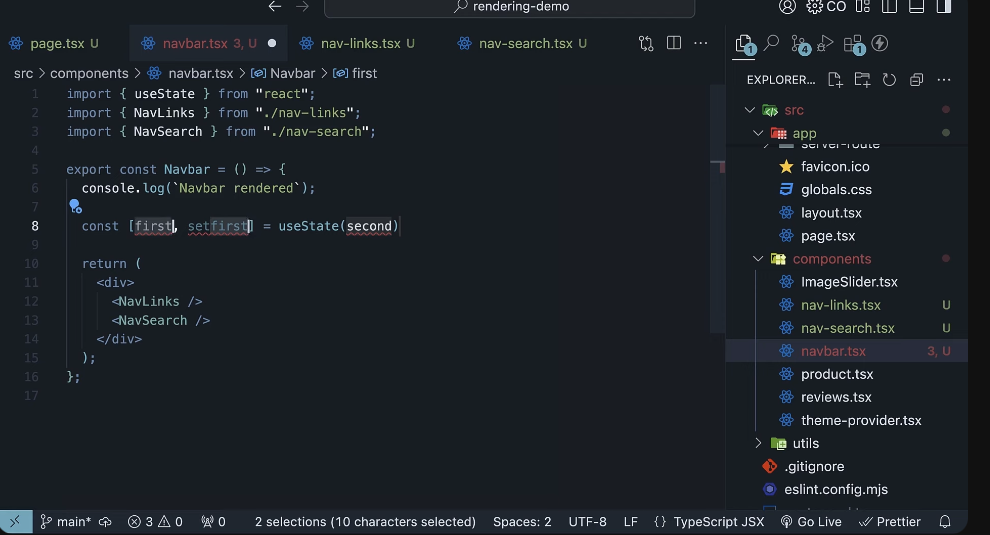 rendering-demo
CO
page.tsx U
navbar.tsx 3, U
nav-links.tsx U
nav-search.tsx U
1
4
1
src > components > navbar.tsx > Navbar > first
EXPLORER...
1 import { useState } from "react";
2 import { NavLinks } from "./nav-links";
3 import { NavSearch } from "./nav-search";
4
5 export const Navbar = () => {
6 console.log(`Navbar rendered`);
7
8 const [first, setfirst] = useState(second)
9
10 return (
11 <div>
12 <NavLinks />
13 <NavSearch />
14 </div>
15 );
16 };
17
src
app
server-route
favicon.ico
globals.css
layout.tsx
page.tsx
components
ImageSlider.tsx
nav-links.tsx U
nav-search.tsx U
navbar.tsx 3, U
product.tsx
reviews.tsx
theme-provider.tsx
utils
.gitignore
eslint.config.mjs
main* 3 0 0 2 selections (10 characters selected) Spaces: 2 UTF-8 LF {} TypeScript JSX Go Live Prettier